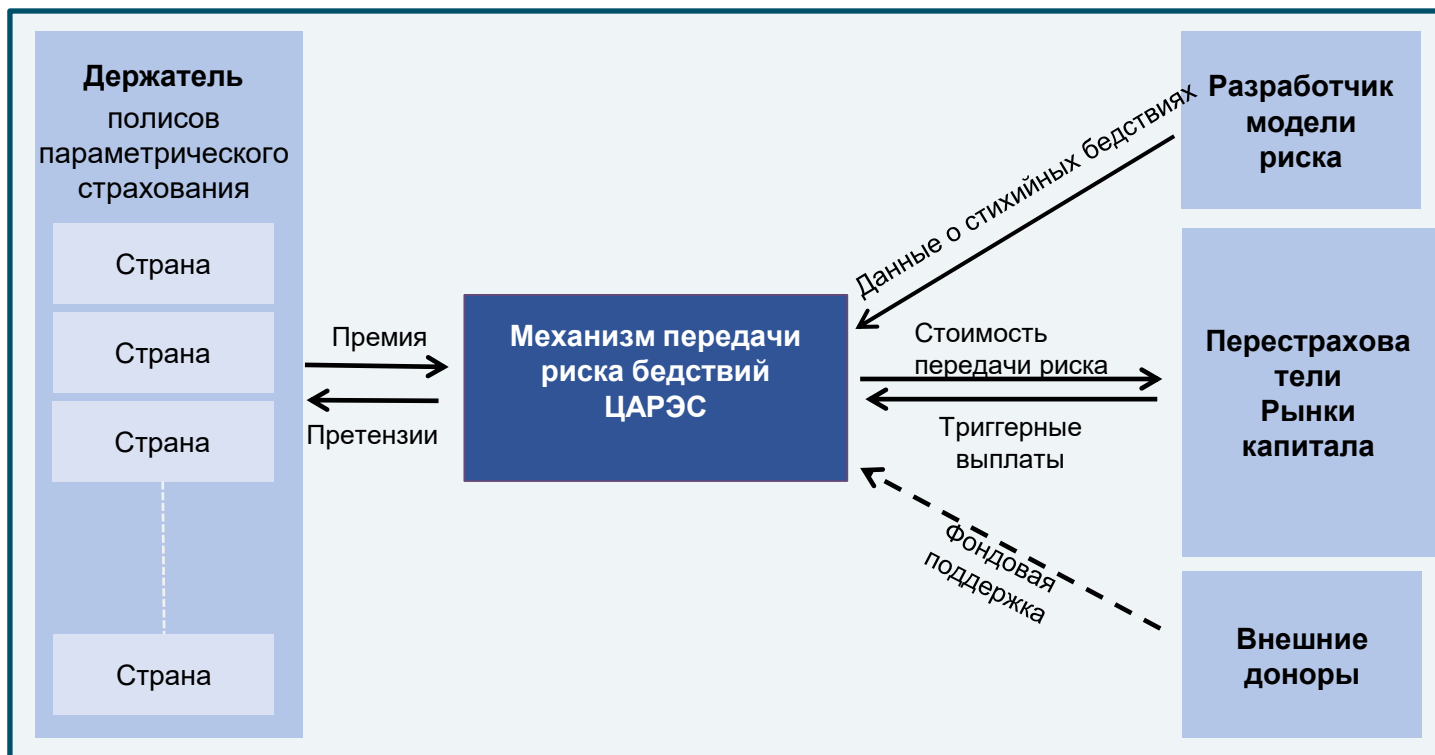 Держатель
полисов
параметрического
страхования
Страна
Страна
Страна
Страна
Премия
Претензии
Механизм передачи
риска бедствий
ЦАРЭС
Данные о стихийных бедствиях
Стоимость
передачи риска
Триггерные
выплаты
Фондовая
поддержка
Разработчик
модели
риска
Перестрахова
тели
Рынки
капитала
Внешние
доноры